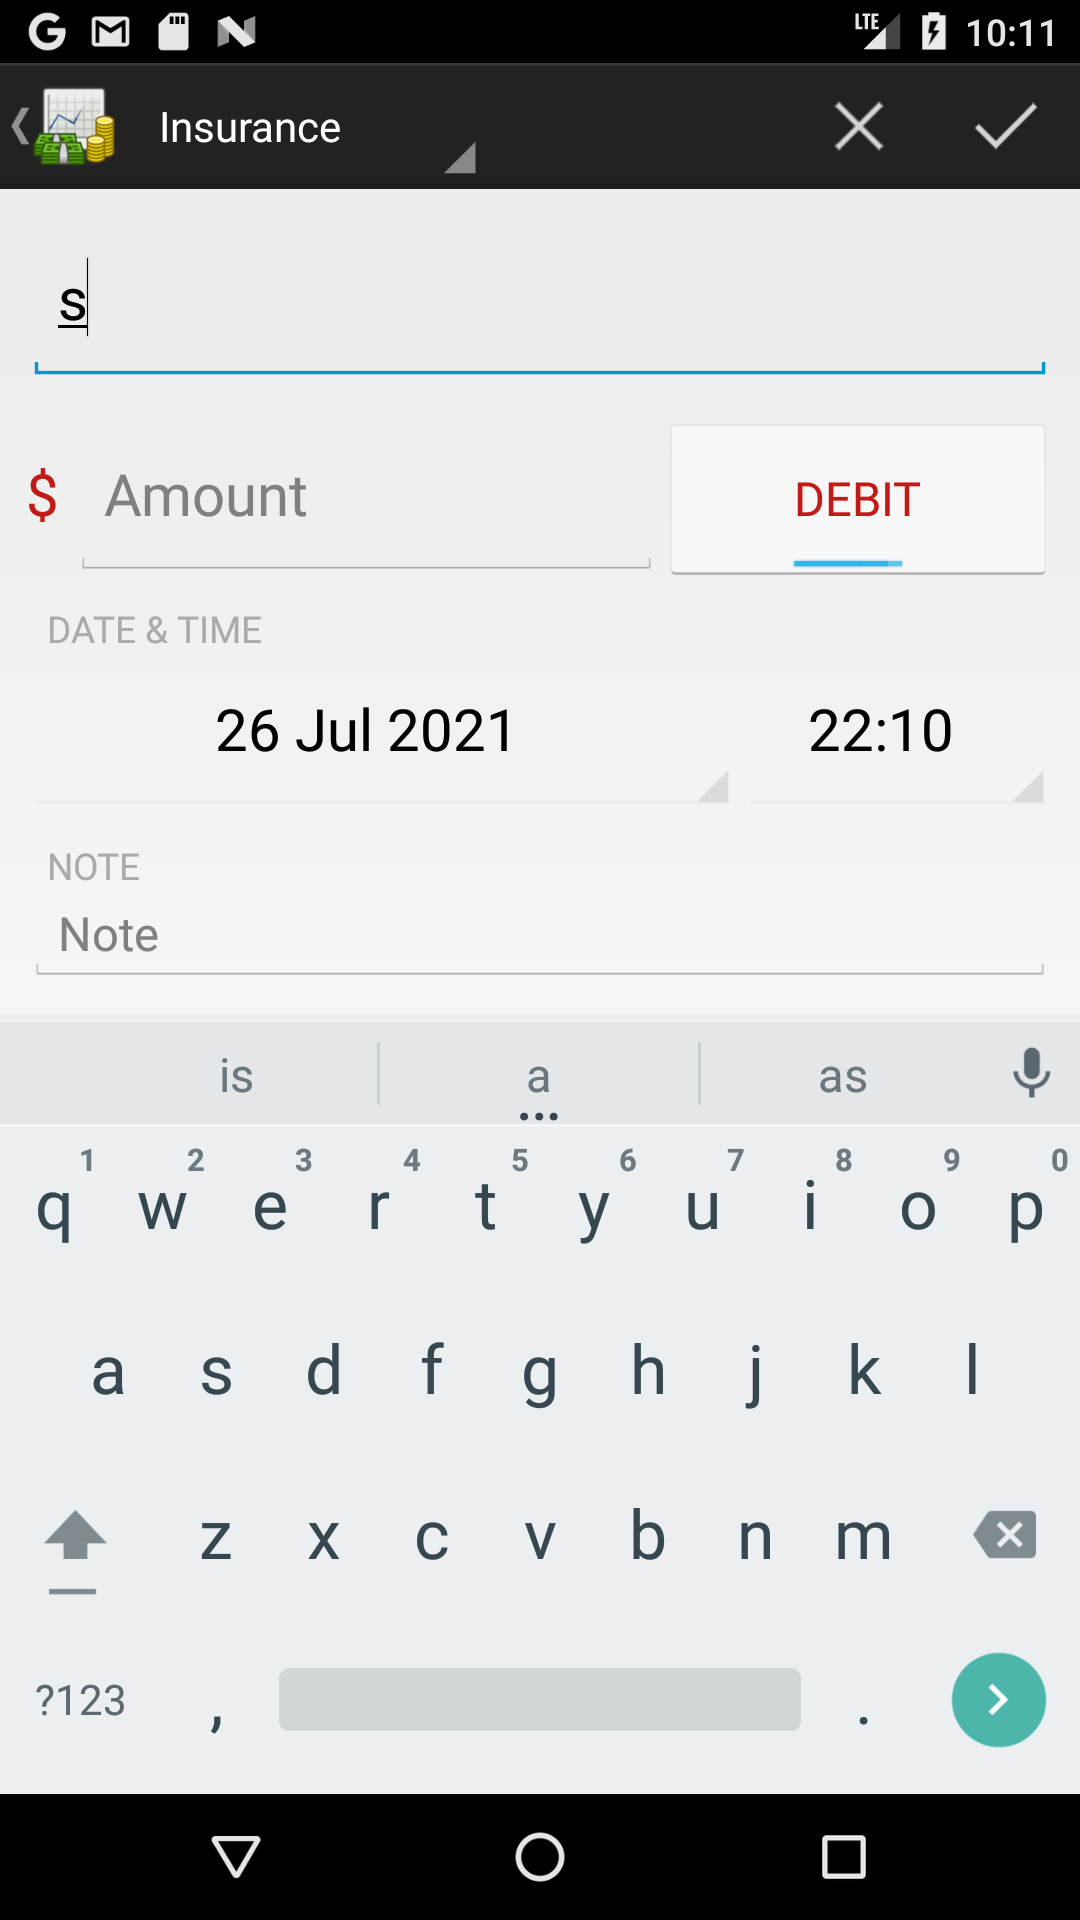 LTE 10:11
Insurance
s
$ Amount DEBIT
DATE & TIME
26 Jul 2021 22:10
NOTE
Note
is a as
1 2 3 4 5 6 7 8 9 0
q w e r t y u i o p
a s d f g h j k l
z x c v b n m
?123 , .